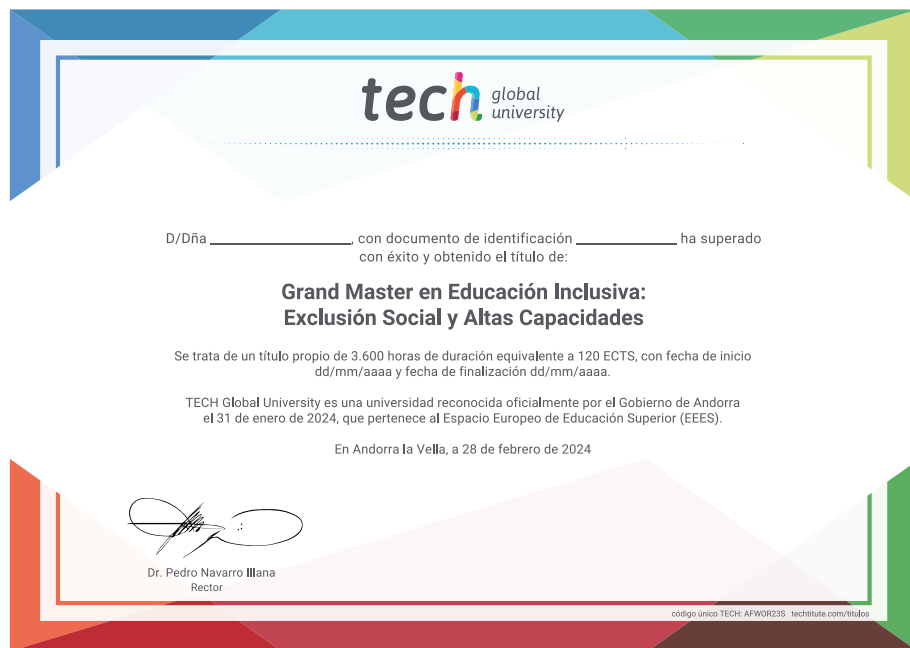 tech global university
D/Dña ________________, con documento de identificación ____________ ha superado
con éxito y obtenido el título de:
Grand Master en Educación Inclusiva:
Exclusión Social y Altas Capacidades
Se trata de un título propio de 3.600 horas de duración equivalente a 120 ECTS, con fecha de inicio
dd/mm/aaaa y fecha de finalización dd/mm/aaaa.
TECH Global University es una universidad reconocida oficialmente por el Gobierno de Andorra
el 31 de enero de 2024, que pertenece al Espacio Europeo de Educación Superior (EEES).
En Andorra la Vella, a 28 de febrero de 2024
Dr. Pedro Navarro Illana
Rector
código único TECH: AFWOR23S techtitute.com/titulos